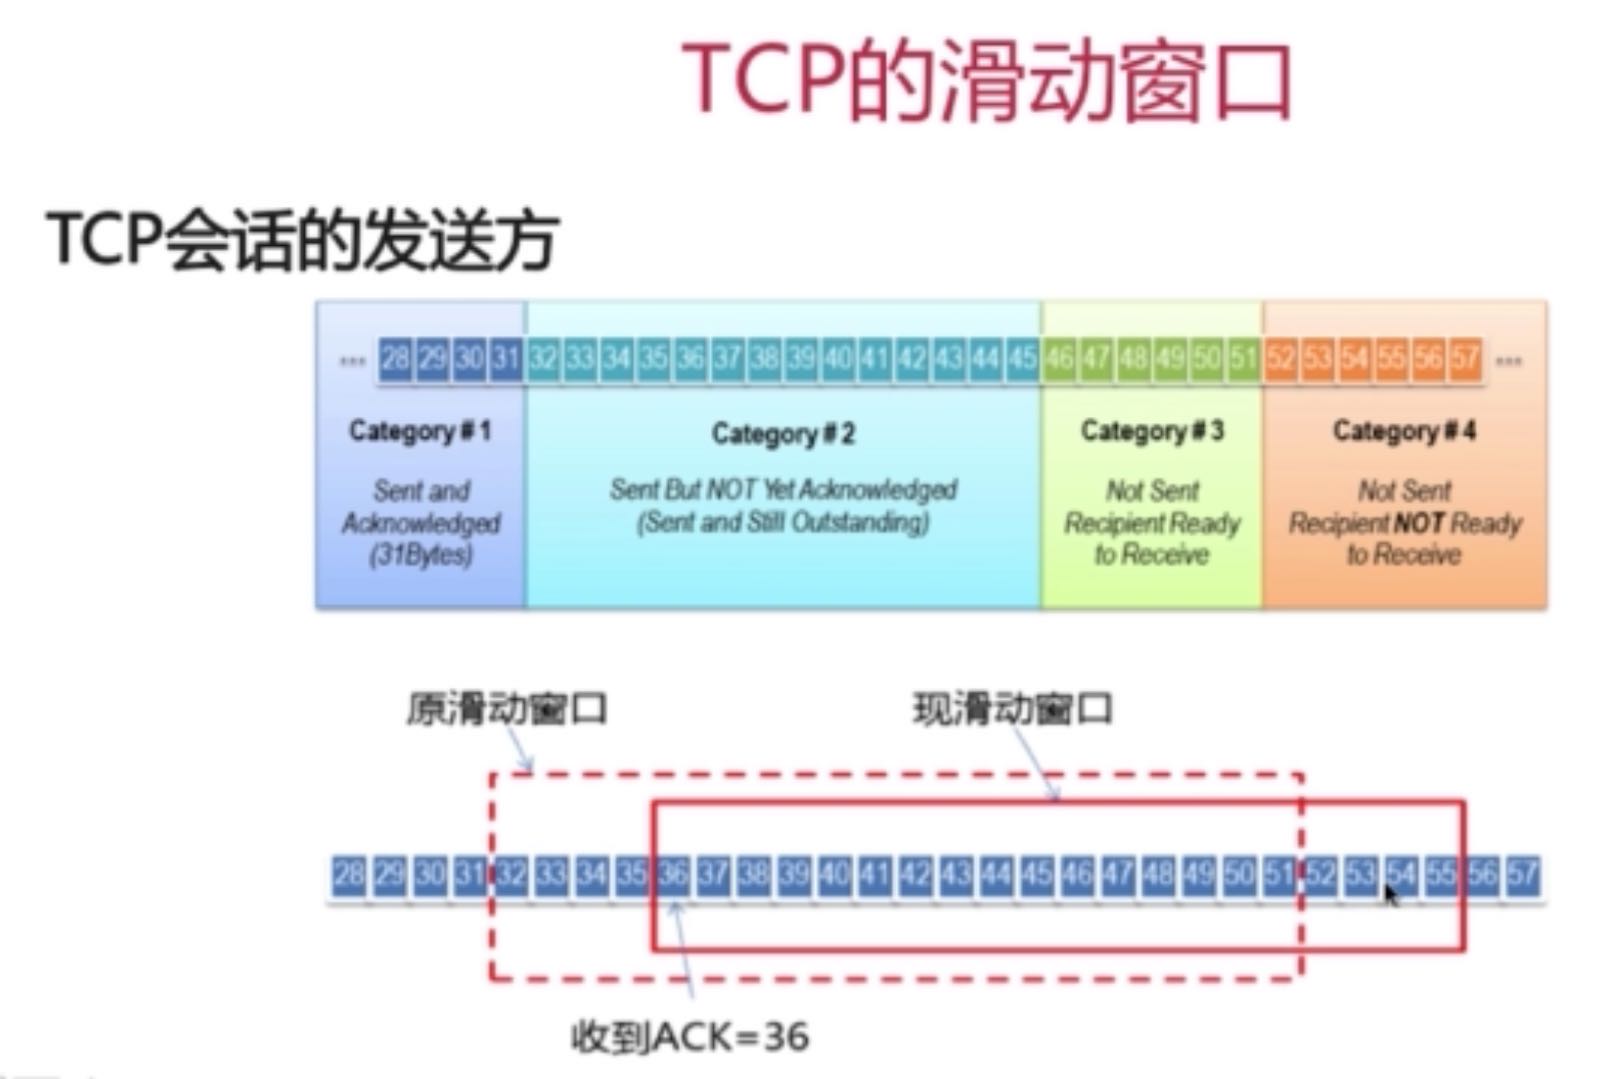 TCP的滑动窗口
TCP会话的发送方
... 28 29 30 31 32 33 34 35 36 37 38 39 40 41 42 43 44 45 46 47 48 49 50 51 52 53 54 55 56 57 ...
Category #1
Sent and
Acknowledged
(31Bytes)
Category #2
Sent But NOT Yet Acknowledged
(Sent and Still Outstanding)
Category #3
Not Sent
Recipient Ready
to Receive
Category #4
Not Sent
Recipient NOT Ready
to Receive
原滑动窗口
现滑动窗口
28 29 30 31 32 33 34 35 36 37 38 39 40 41 42 43 44 45 46 47 48 49 50 51 52 53 54 55 56 57
收到ACK=36